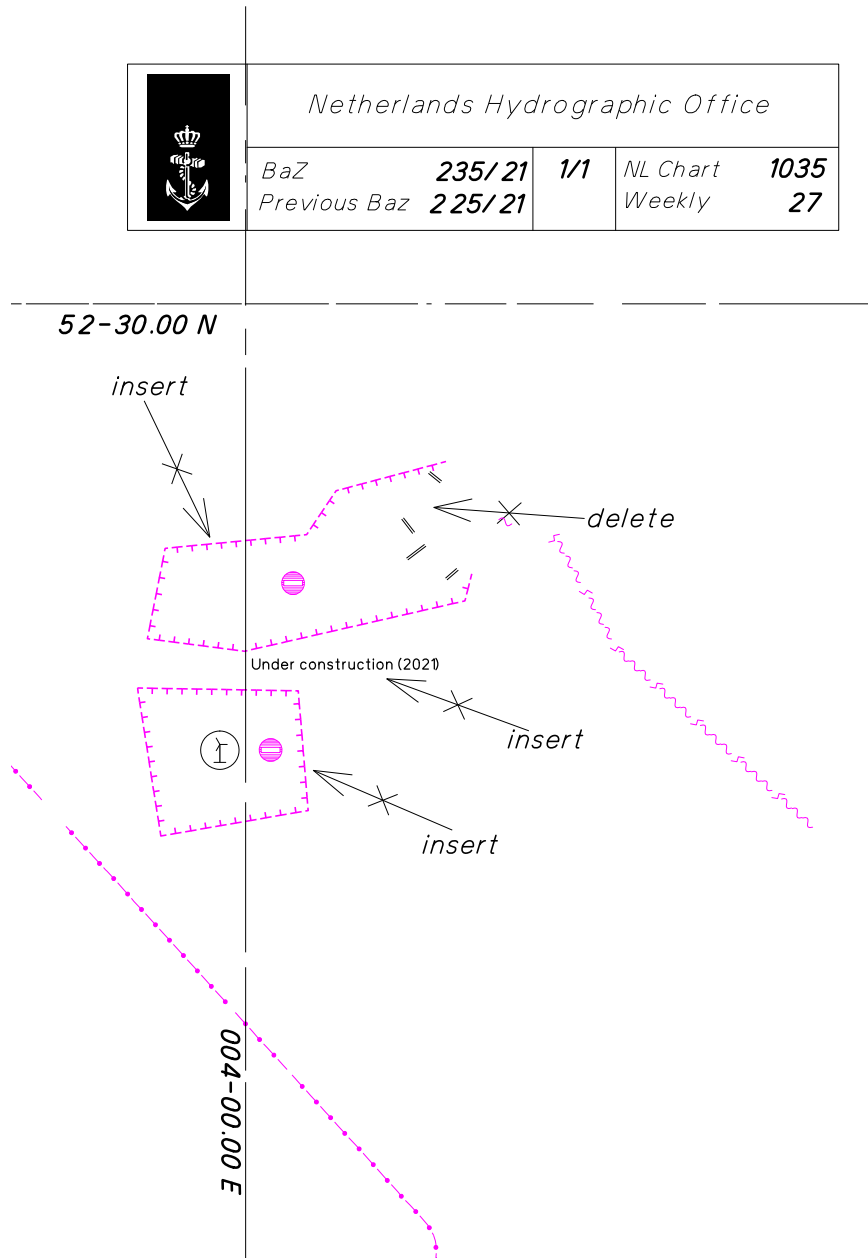 Netherlands Hydrographic Office
BaZ 235/21 1/1 NL Chart 1035
Previous Baz 225/21 Weekly 27
52-30.00 N
insert
delete
Under construction (2021)
insert
insert
004-00.00 E